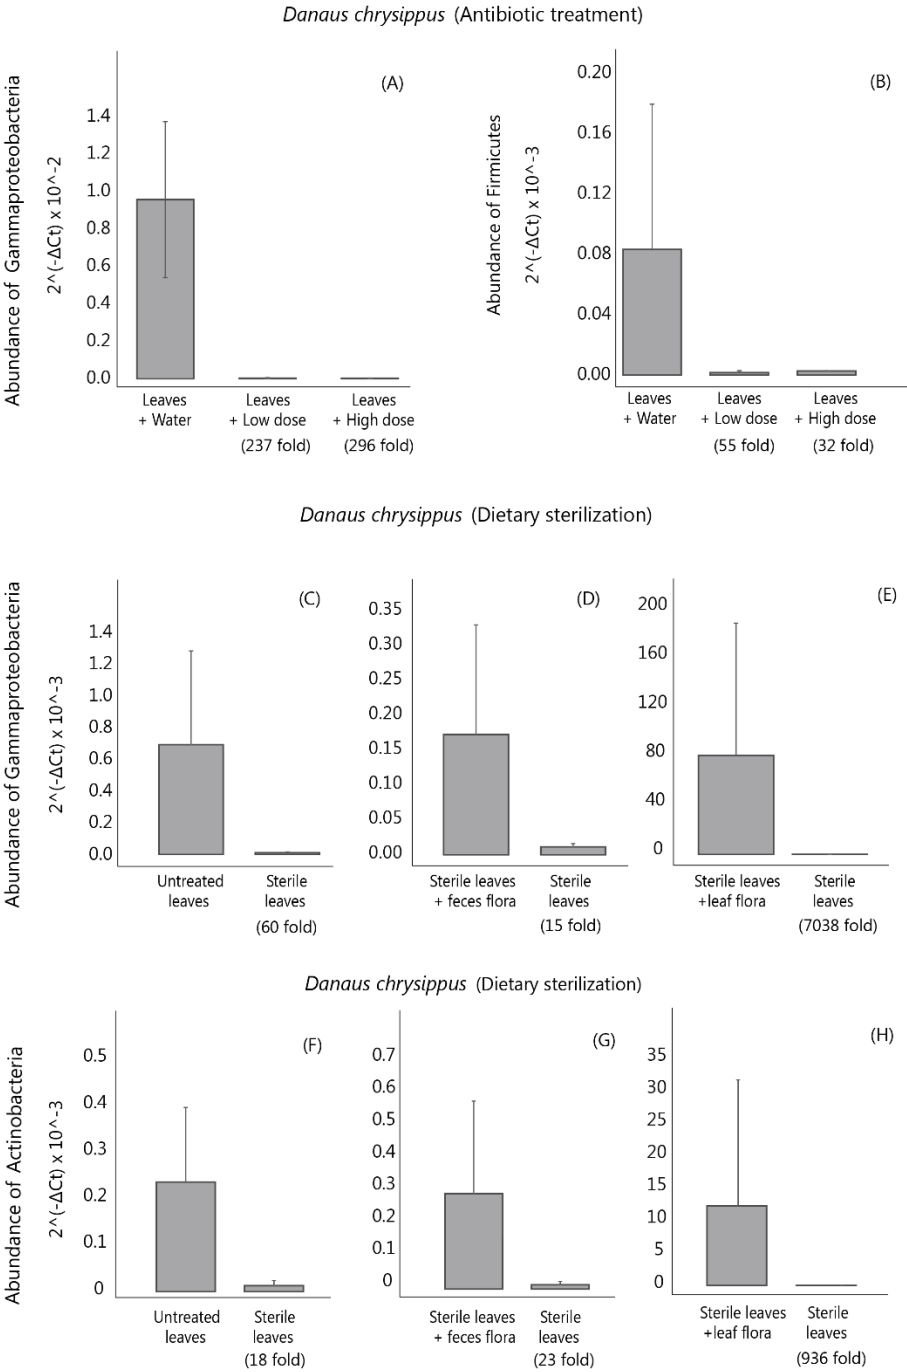 Danaus chrysippus (Antibiotic treatment)
Abundance of Gammaproteobacteria
2^(-ΔCt) x 10^-2
(A)
1.4
1.2
1.0
0.8
0.6
0.4
0.2
0.0
Leaves
+ Water
Leaves
+ Low dose
(237 fold)
Leaves
+ High dose
(296 fold)
Abundance of Firmicutes
2^(-ΔCt) x 10^-3
(B)
0.20
0.16
0.12
0.08
0.04
0.00
Leaves
+ Water
Leaves
+ Low dose
(55 fold)
Leaves
+ High dose
(32 fold)
Danaus chrysippus (Dietary sterilization)
Abundance of Gammaproteobacteria
2^(-ΔCt) x 10^-3
(C)
1.4
1.2
1.0
0.8
0.6
0.4
0.2
0.0
Untreated
leaves
Sterile
leaves
(60 fold)
(D)
0.35
0.30
0.25
0.20
0.15
0.10
0.05
0.00
Sterile leaves
+ feces flora
Sterile
leaves
(15 fold)
(E)
200
160
120
80
40
0
Sterile leaves
+leaf flora
Sterile
leaves
(7038 fold)
Danaus chrysippus (Dietary sterilization)
Abundance of Actinobacteria
2^(-ΔCt) x 10^-3
(F)
0.5
0.4
0.3
0.2
0.1
0
Untreated
leaves
Sterile
leaves
(18 fold)
(G)
0.7
0.6
0.5
0.4
0.3
0.2
0.1
0
Sterile leaves
+ feces flora
Sterile
leaves
(23 fold)
(H)
35
30
25
20
15
10
5
0
Sterile leaves
+leaf flora
Sterile
leaves
(936 fold)